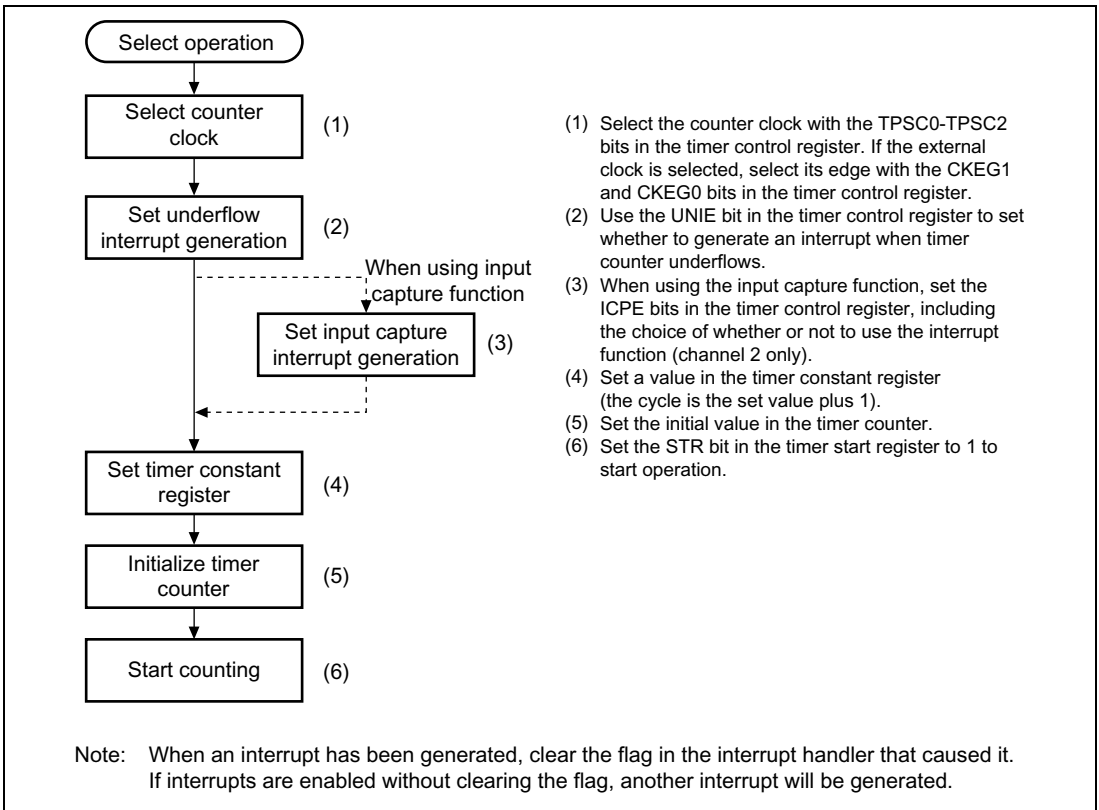 Select operation
Select counter
clock
(1)
Set underflow
interrupt generation
(2)
When using input
capture function
Set input capture
interrupt generation
(3)
Set timer constant
register
(4)
Initialize timer
counter
(5)
Start counting
(6)
(1) Select the counter clock with the TPSC0-TPSC2
bits in the timer control register. If the external
clock is selected, select its edge with the CKEG1
and CKEG0 bits in the timer control register.
(2) Use the UNIE bit in the timer control register to set
whether to generate an interrupt when timer
counter underflows.
(3) When using the input capture function, set the
ICPE bits in the timer control register, including
the choice of whether or not to use the interrupt
function (channel 2 only).
(4) Set a value in the timer constant register
(the cycle is the set value plus 1).
(5) Set the initial value in the timer counter.
(6) Set the STR bit in the timer start register to 1 to
start operation.
Note: When an interrupt has been generated, clear the flag in the interrupt handler that caused it.
If interrupts are enabled without clearing the flag, another interrupt will be generated.